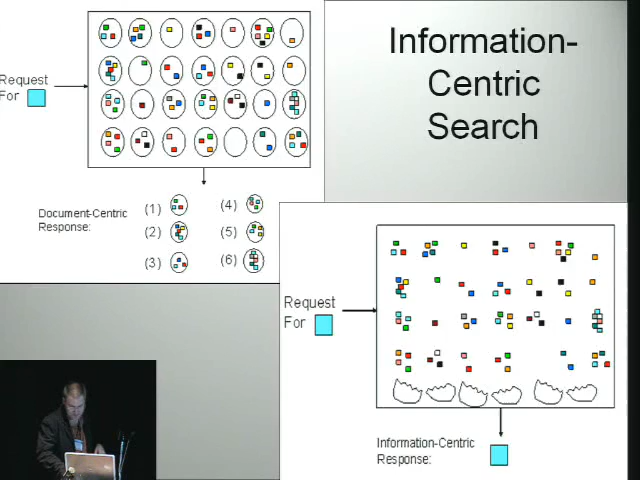 Information-
Centric
Search
Request
For
Document-Centric
Response:
(1)
(4)
(2)
(5)
(3)
(6)
Request
For
Information-Centric
Response: